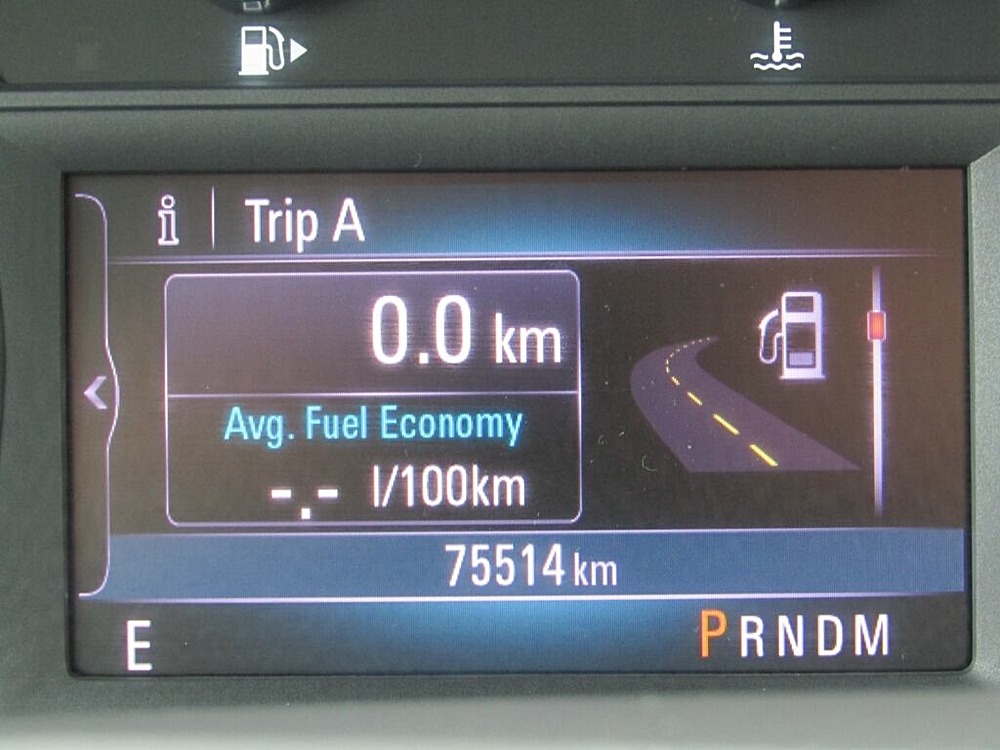 i Trip A
0.0 km
Avg. Fuel Economy
-.- l/100km
75514 km
E PRNDM